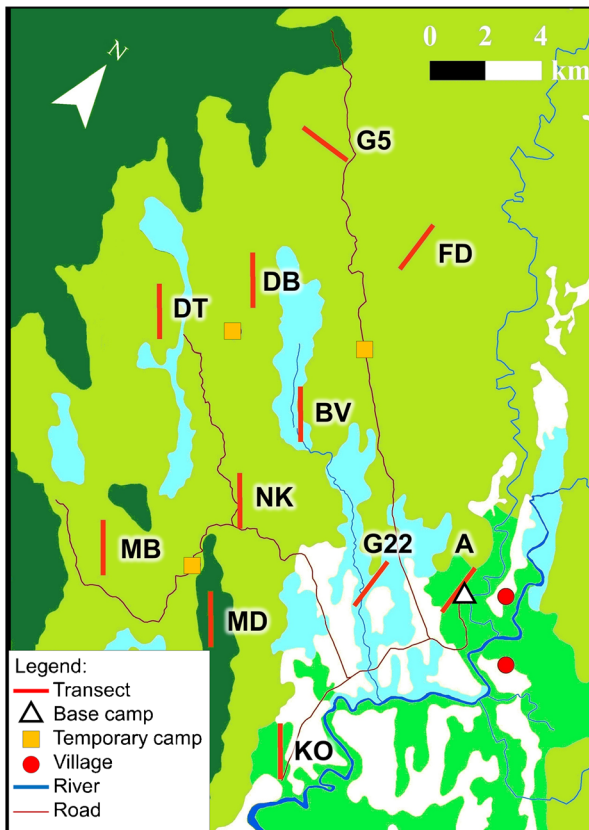 N
0 2 4
km
G5
FD
DB
DT
BV
NK
G22
A
MB
MD
KO
Legend:
Transect
Base camp
Temporary camp
Village
River
Road